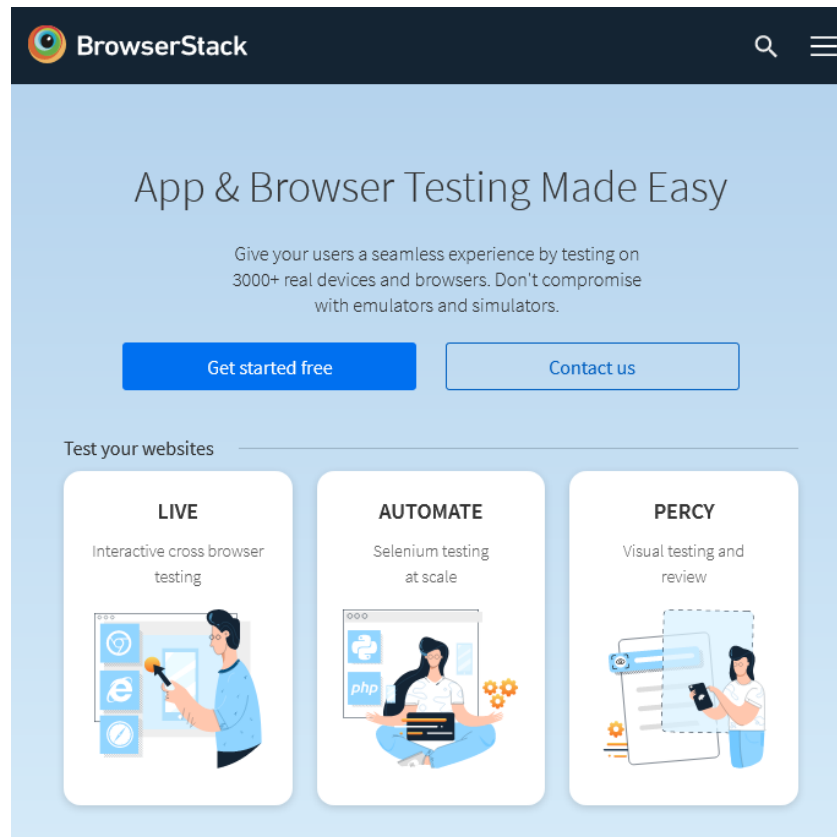 BrowserStack
App & Browser Testing Made Easy
Give your users a seamless experience by testing on
3000+ real devices and browsers. Don't compromise
with emulators and simulators.
Get started free
Contact us
Test your websites
LIVE
Interactive cross browser
testing
AUTOMATE
Selenium testing
at scale
php
PERCY
Visual testing and
review